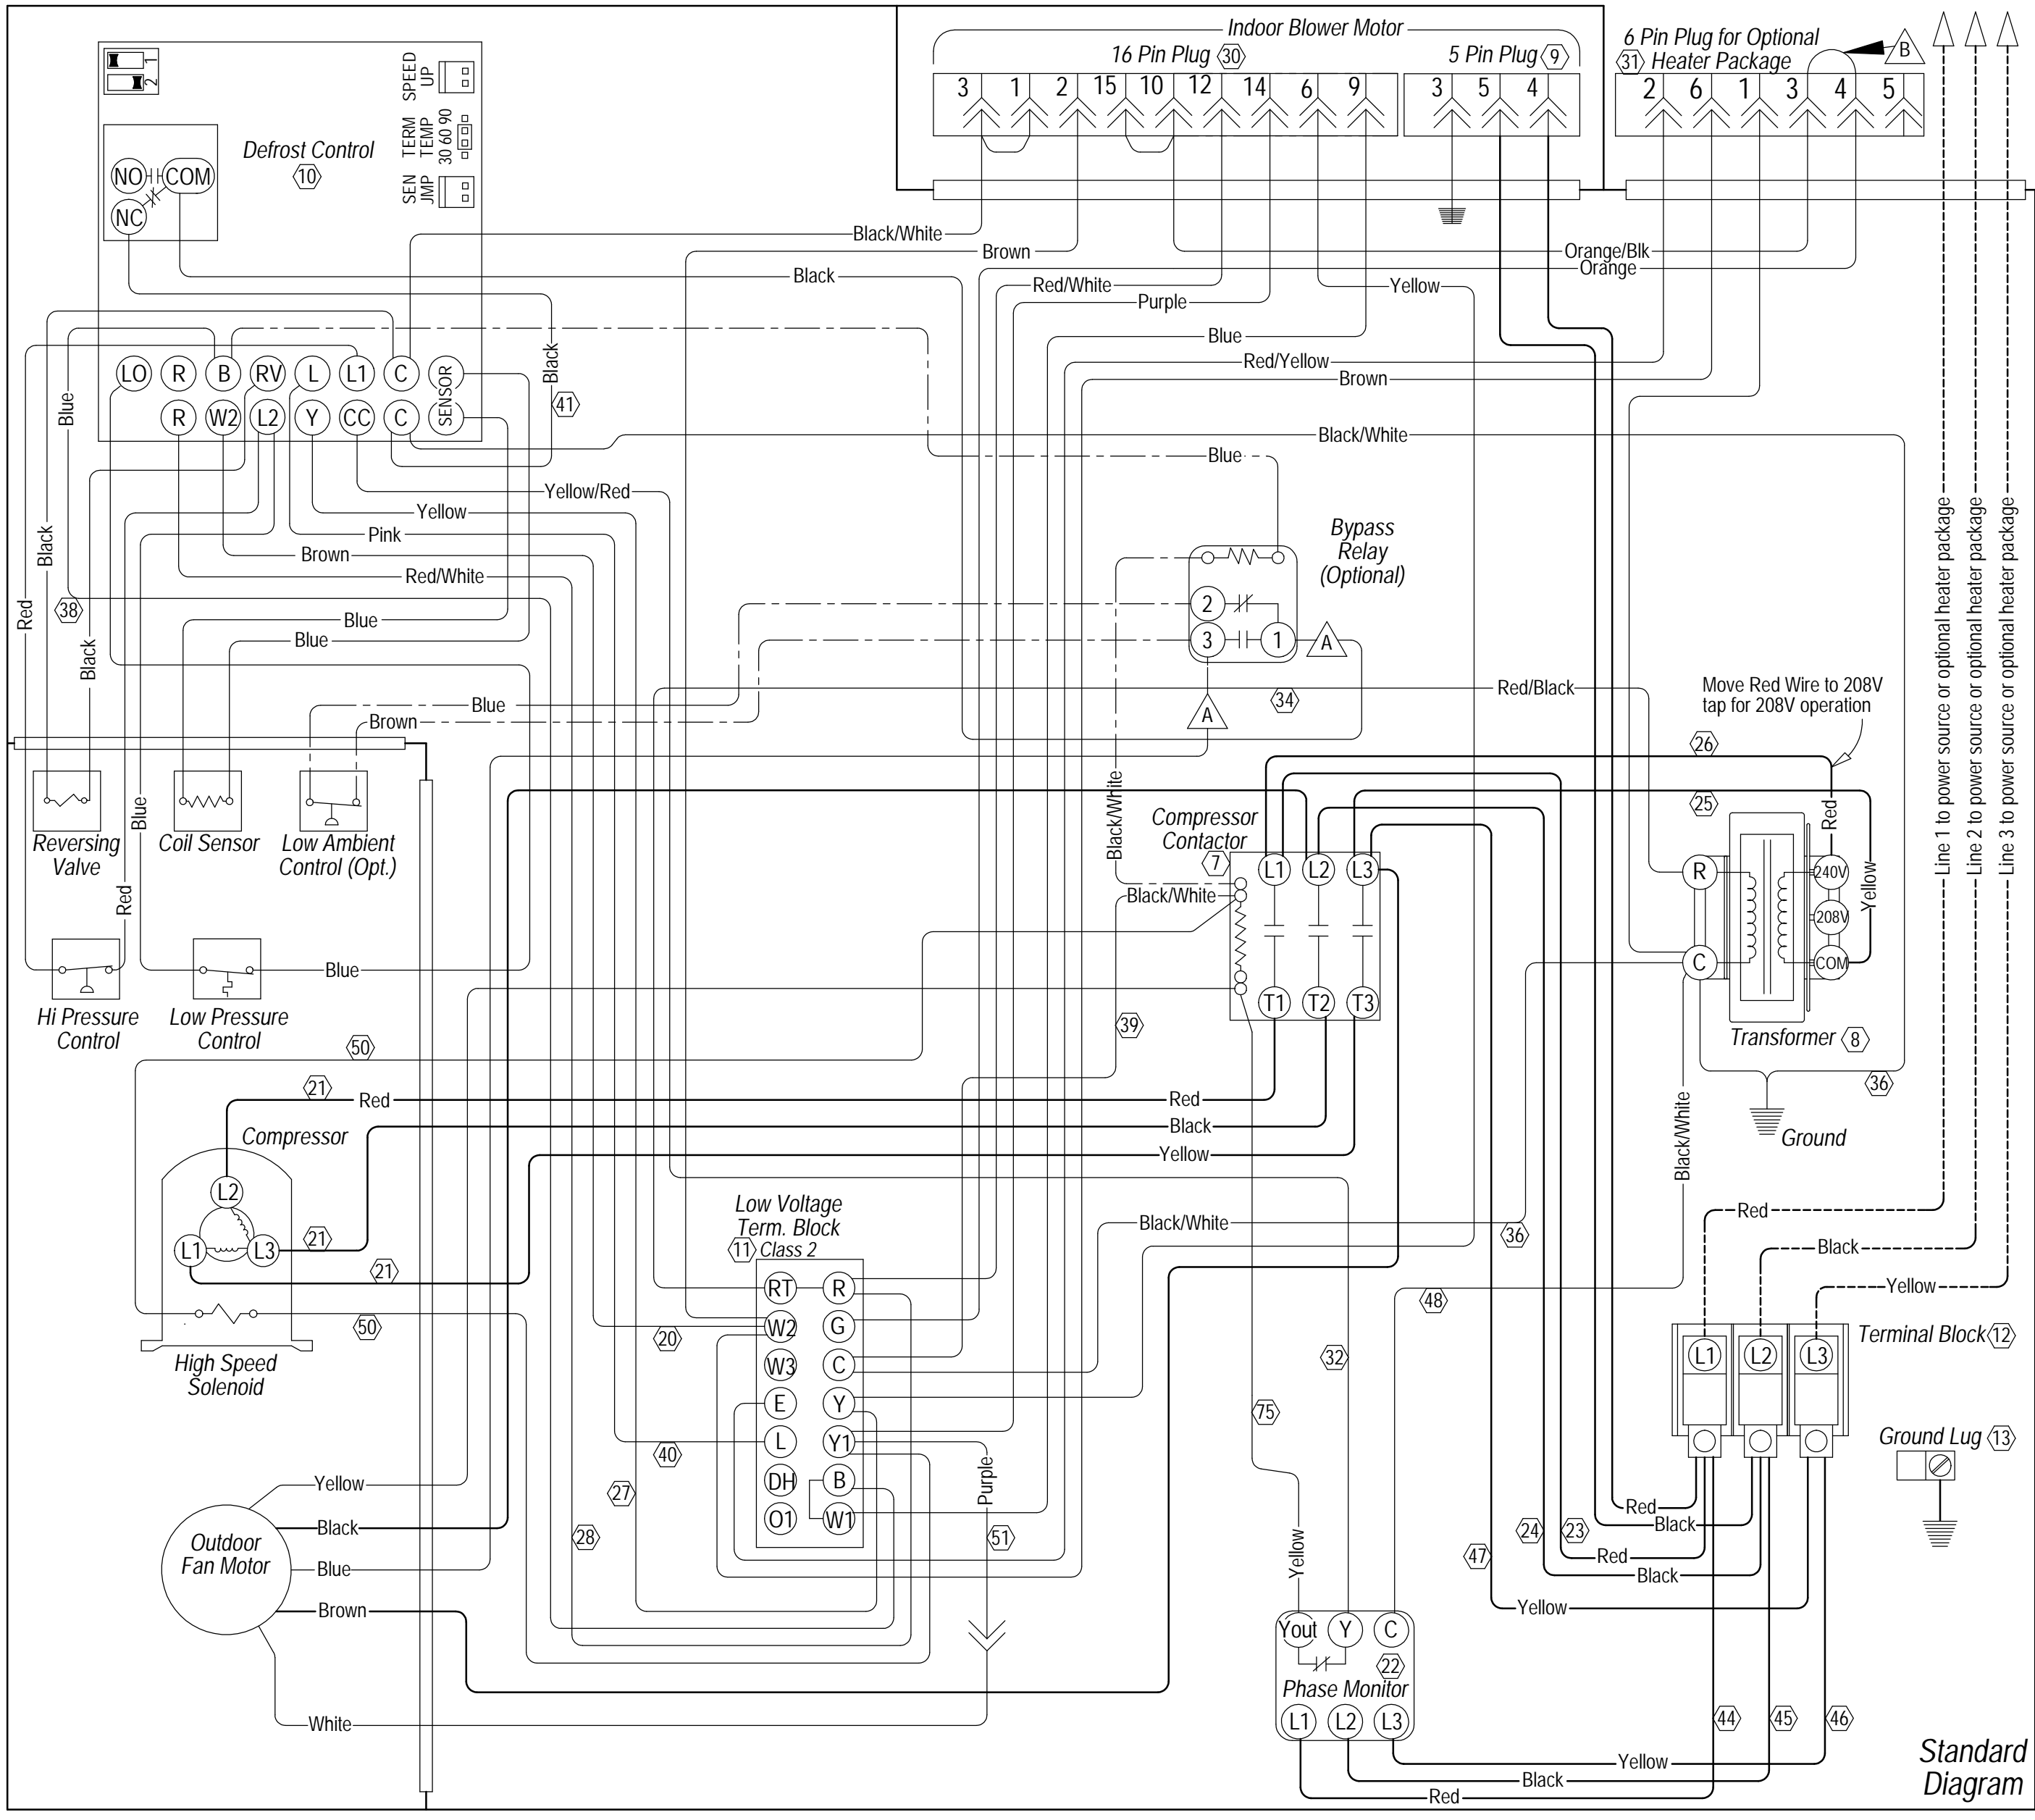 Indoor Blower Motor
16 Pin Plug 30
5 Pin Plug 9
6 Pin Plug for Optional
31 Heater Package
B
3 1 2 15 10 12 14 6 9
3 5 4
2 6 1 3 4 5
1
2
SPEED
UP
TERM
TEMP
30 60 90
SEN
JMP
Defrost Control
10
NO COM
NC
Black/White
Brown
Black
Orange/Blk
Orange
Red/White
Purple
Yellow
Blue
Red/Yellow
Brown
LO R B RV L L1 C
SENSOR
R W2 L2 Y CC C
Black
41
Blue
Black/White
Blue
Yellow/Red
Yellow
Pink
Brown
Red/White
Black
Red
38
Black
Blue
Blue
Bypass
Relay
(Optional)
2
3 1
A
A
34
Red/Black
Blue
Brown
Move Red Wire to 208V
tap for 208V operation
Line 1 to power source or optional heater package
Line 2 to power source or optional heater package
Line 3 to power source or optional heater package
26
25
Red
Yellow
Reversing
Valve
Coil Sensor
Low Ambient
Control (Opt.)
Blue
Red
Black/White
Compressor
Contactor
7
L1 L2 L3
Black/White
T1 T2 T3
R
C
240V
208V
COM
Transformer 8
Hi Pressure
Control
Low Pressure
Control
Blue
50
39
36
Ground
Black/White
21
Red
Red
Black
Yellow
Compressor
L2
L1 L3
21
21
50
High Speed
Solenoid
Low Voltage
Term. Block
11 Class 2
RT R
W2 G
W3 C
E Y
L Y1
DH B
O1 W1
20
40
27
28
Black/White
36
48
32
75
Purple
51
Red
Black
Yellow
L1 L2 L3
Terminal Block 12
Ground Lug 13
Yellow
Black
Blue
Brown
White
Outdoor
Fan Motor
Yellow
47
24
23
Red
Black
Red
Black
Yellow
Yout Y C
22
Phase Monitor
L1 L2 L3
44
45
46
Yellow
Black
Red
Standard
Diagram